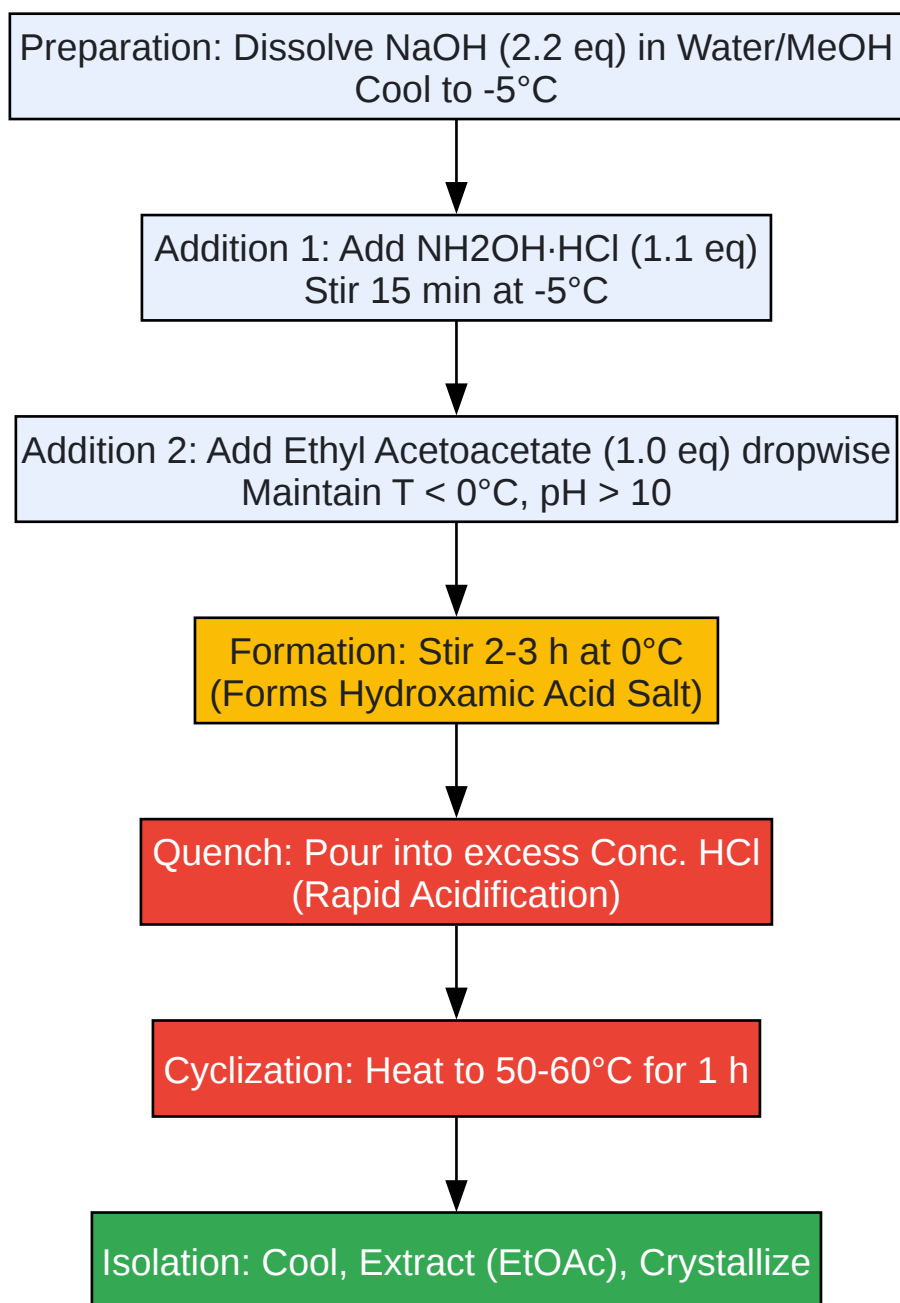 Preparation: Dissolve NaOH (2.2 eq) in Water/MeOH
Cool to -5°C
Addition 1: Add NH2OH·HCl (1.1 eq)
Stir 15 min at -5°C
Addition 2: Add Ethyl Acetoacetate (1.0 eq) dropwise
Maintain T < 0°C, pH > 10
Formation: Stir 2-3 h at 0°C
(Forms Hydroxamic Acid Salt)
Quench: Pour into excess Conc. HCl
(Rapid Acidification)
Cyclization: Heat to 50-60°C for 1 h
Isolation: Cool, Extract (EtOAc), Crystallize